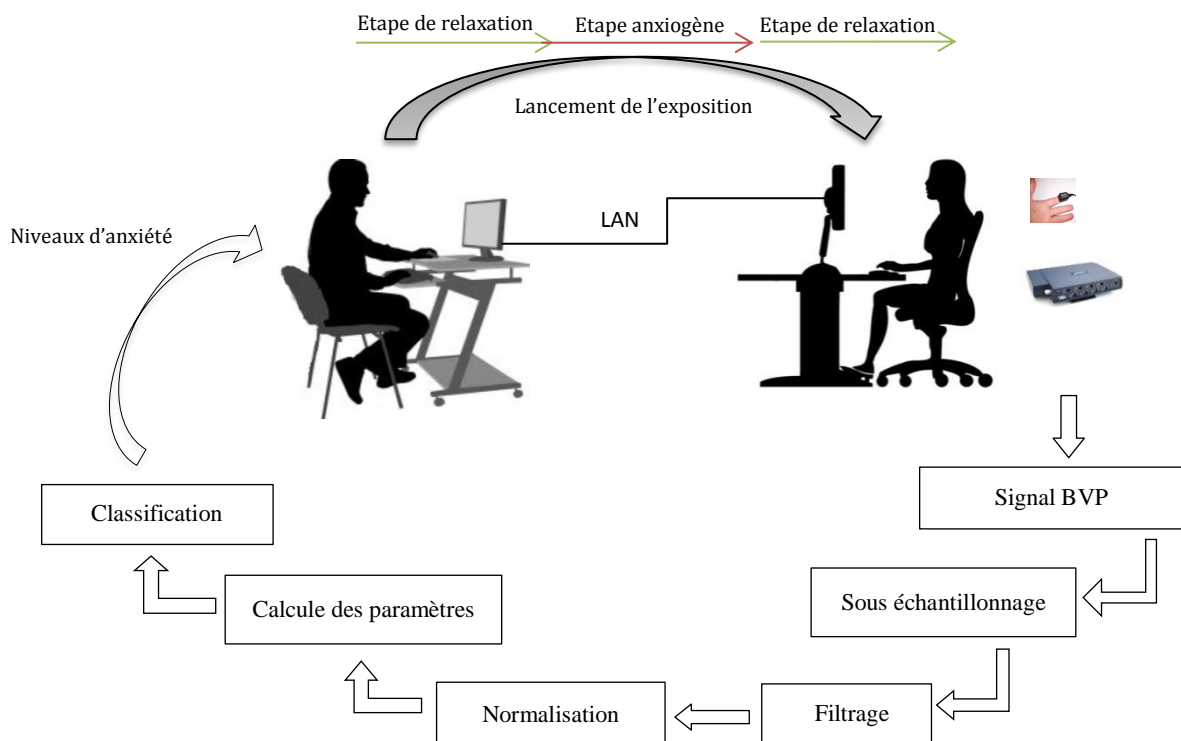 Etape de relaxation
Etape anxiogène
Etape de relaxation
Lancement de l’exposition
LAN
Niveaux d’anxiété
Signal BVP
Classification
Sous échantillonnage
Calcule des paramètres
Normalisation
Filtrage